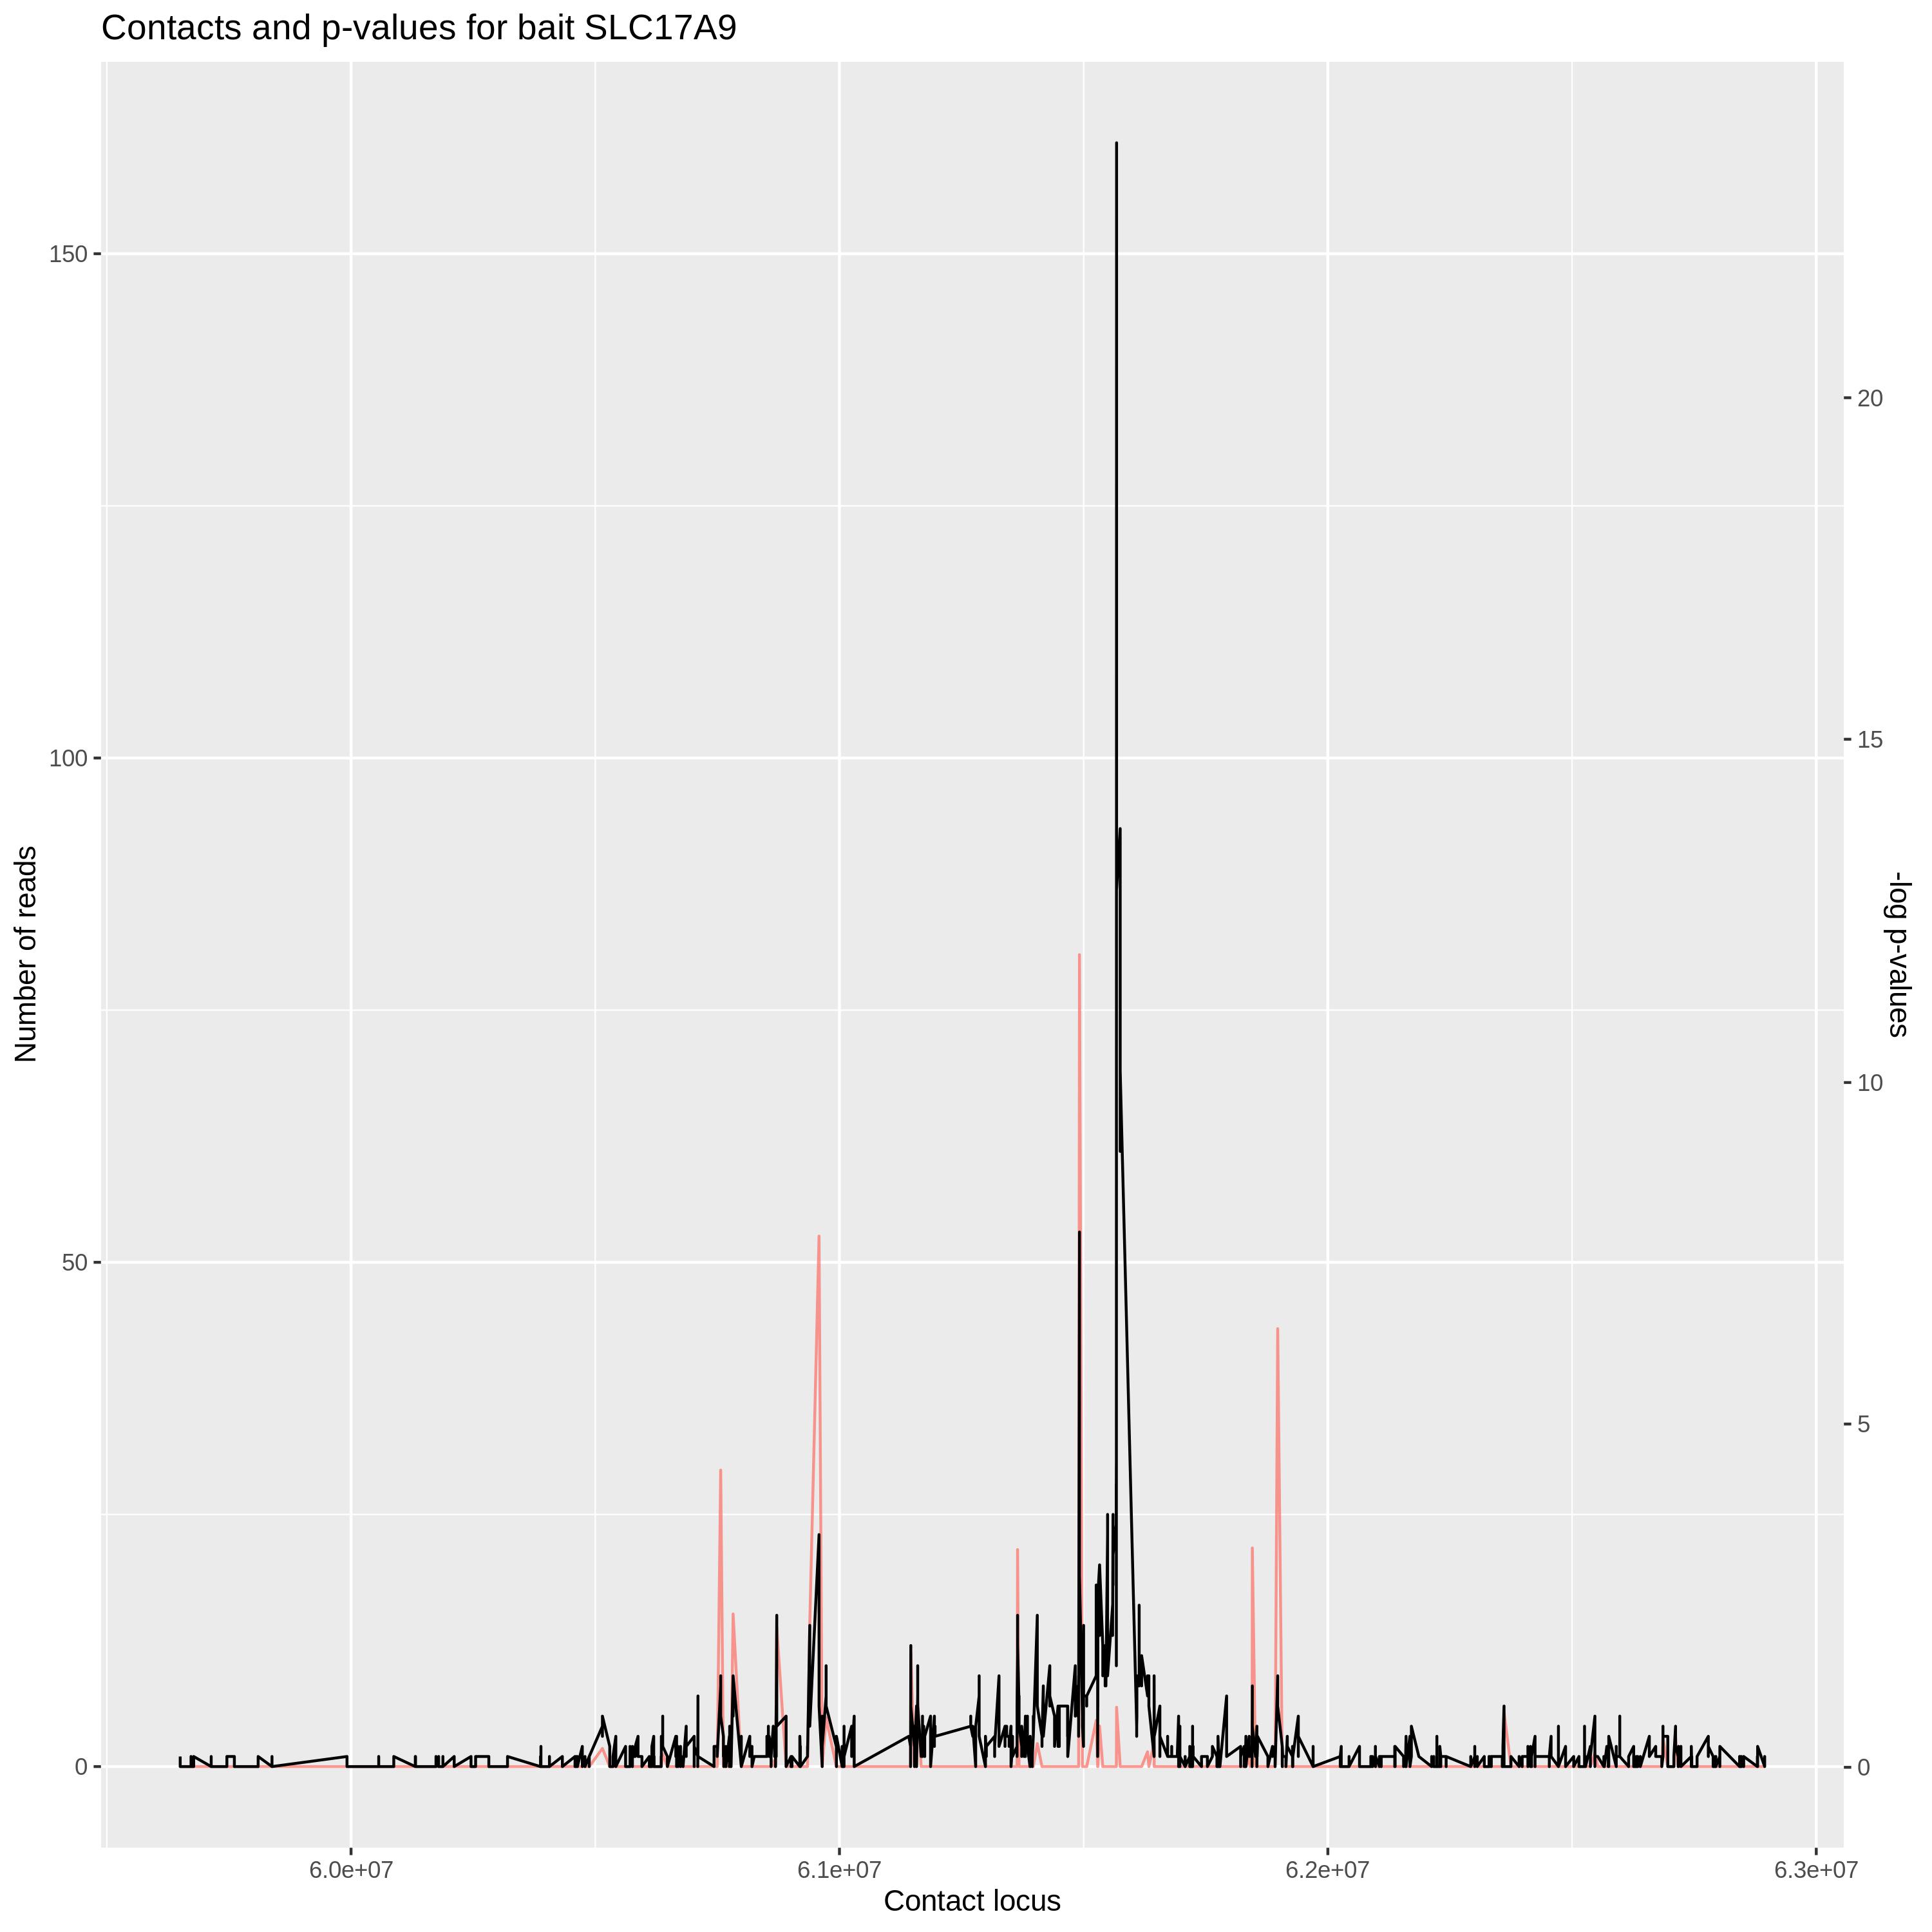 Contacts and p-values for bait SLC17A9
150
100
50
0
Number of reads
20
15
10
5
0
-log p-values
6.0e+07
6.1e+07
6.2e+07
6.3e+07
Contact locus